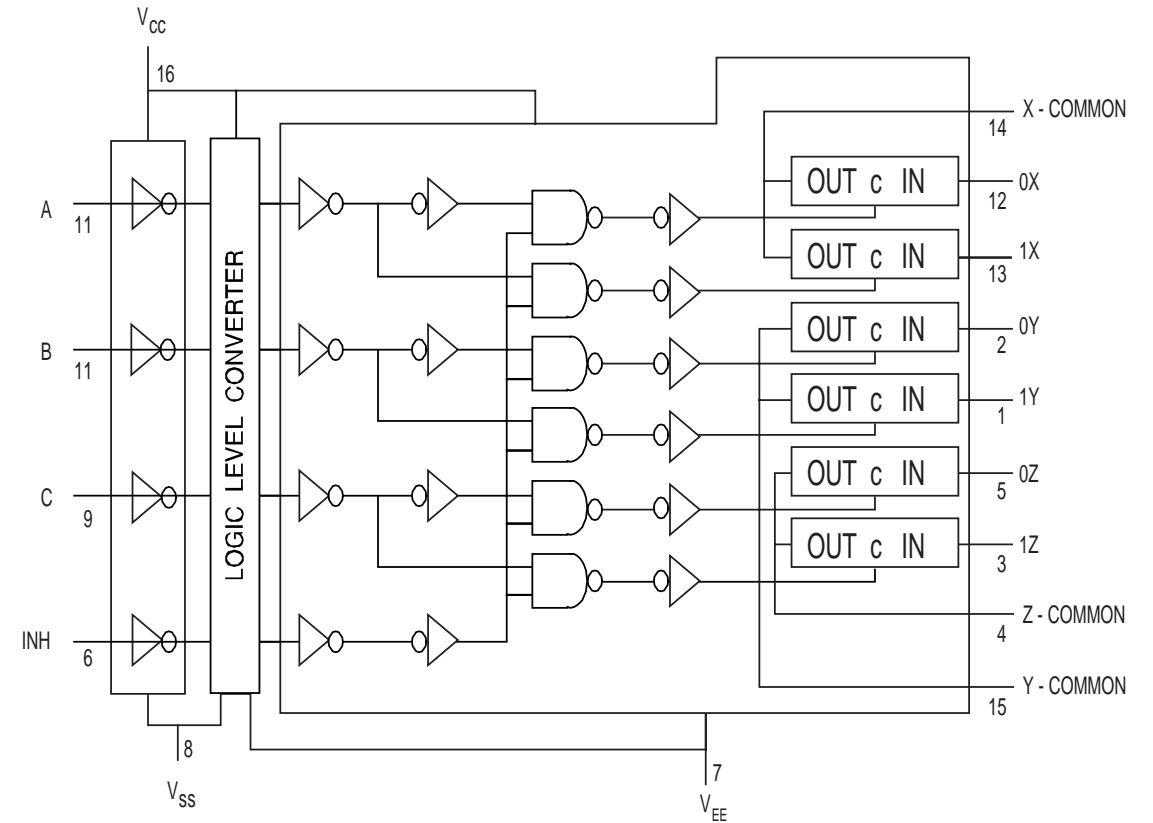 VCC
16
X - COMMON
14
OUT c IN
0X
12
A
11
OUT c IN
1X
13
OUT c IN
0Y
2
B
11
OUT c IN
1Y
1
LOGIC LEVEL CONVERTER
OUT c IN
0Z
5
C
9
OUT c IN
1Z
3
Z - COMMON
4
INH
6
Y - COMMON
15
8
VSS
7
VEE